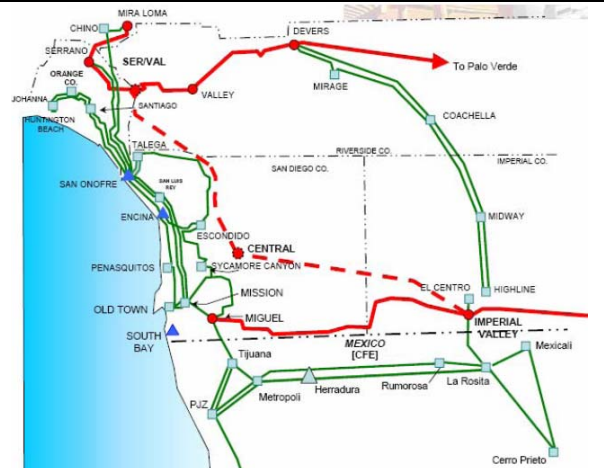 MIRA LOMA
CHINO
DEVERS
SERRANO
SER/VAL
To Palo Verde
ORANGE
CO.
MIRAGE
JOHANNA
VALLEY
SANTIAGO
HUNTINGTON
BEACH
COACHELLA
TALEGA
RIVERSIDE CO.
IMPERIAL CO.
SAN DIEGO CO.
SAN ONOFRE
SAN LUIS
REY
ENCINA
MIDWAY
ESCONDIDO
CENTRAL
PENASQUITOS
SYCAMORE CANYON
EL CENTRO
HIGHLINE
MISSION
OLD TOWN
MIGUEL
IMPERIAL
VALLEY
SOUTH
BAY
MEXICO
[CFE]
Mexicali
Tijuana
Metropoli
Herradura
Rumorosa
La Rosita
PJZ
Cerro Prieto